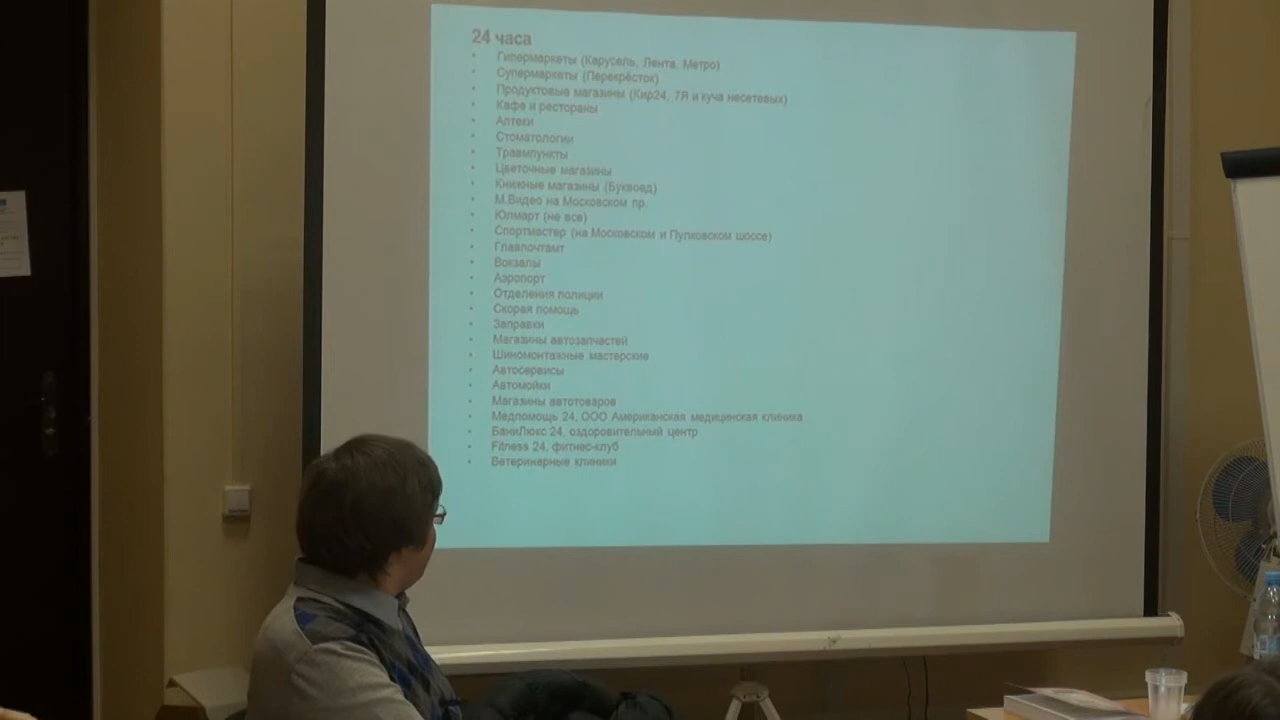 24 часа
• Гипермаркеты (Карусель, Лента, Метро)
• Супермаркеты (Перекрёсток)
• Продуктовые магазины (Кир24, 7Я и куча несетевых)
• Кафе и рестораны
• Аптеки
• Стоматологии
• Травмпункты
• Цветочные магазины
• Книжные магазины (Буквоед)
• М.Видео на Московском пр.
• Юлмарт (не все)
• Спортмастер (на Московском и Пулковском шоссе)
• Главпочтамт
• Вокзалы
• Аэропорт
• Отделения полиции
• Скорая помощь
• Заправки
• Магазины автозапчастей
• Шиномонтажные мастерские
• Автосервисы
• Автомойки
• Магазины автотоваров
• Медпомощь 24, ООО Американская медицинская клиника
• БаниЛюкс 24, оздоровительный центр
• Fitness 24, фитнес-клуб
• Ветеринарные клиники